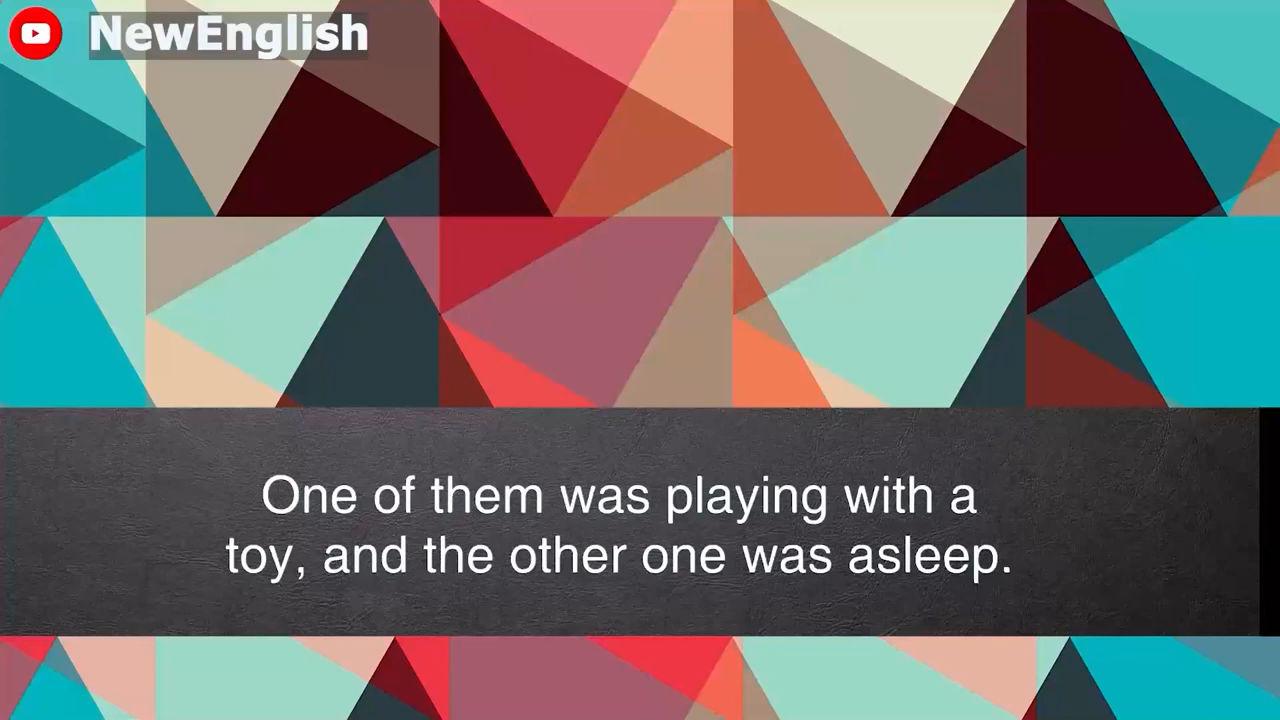 NewEnglish
One of them was playing with a
toy, and the other one was asleep.